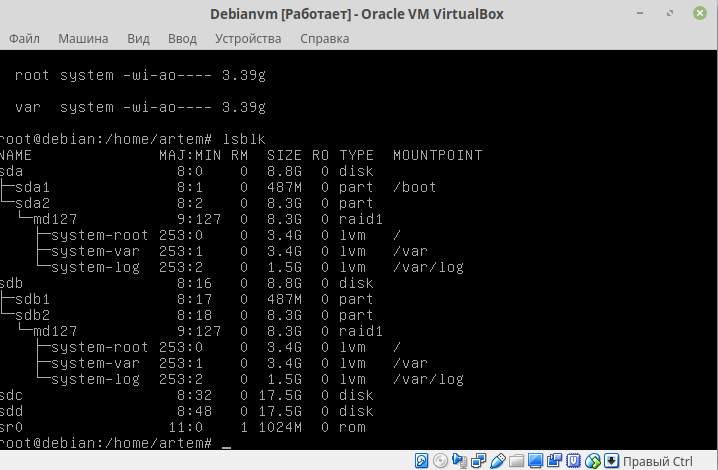 Debianvm [Работает] - Oracle VM VirtualBox
Файл Машина Вид Ввод Устройства Справка
root system -wi-ao---- 3.39g
var system -wi-ao---- 3.39g
root@debian:/home/artem# lsblk
NAME MAJ:MIN RM SIZE RO TYPE MOUNTPOINT
sda 8:0 0 8.8G 0 disk
├─sda1 8:1 0 487M 0 part /boot
└─sda2 8:2 0 8.3G 0 part
  └─md127 9:127 0 8.3G 0 raid1
    ├─system-root 253:0 0 3.4G 0 lvm /
    ├─system-var 253:1 0 3.4G 0 lvm /var
    └─system-log 253:2 0 1.5G 0 lvm /var/log
sdb 8:16 0 8.8G 0 disk
├─sdb1 8:17 0 487M 0 part
└─sdb2 8:18 0 8.3G 0 part
  └─md127 9:127 0 8.3G 0 raid1
    ├─system-root 253:0 0 3.4G 0 lvm /
    ├─system-var 253:1 0 3.4G 0 lvm /var
    └─system-log 253:2 0 1.5G 0 lvm /var/log
sdc 8:32 0 17.5G 0 disk
sdd 8:48 0 17.5G 0 disk
sr0 11:0 1 1024M 0 rom
root@debian:/home/artem# _
Правый Ctrl